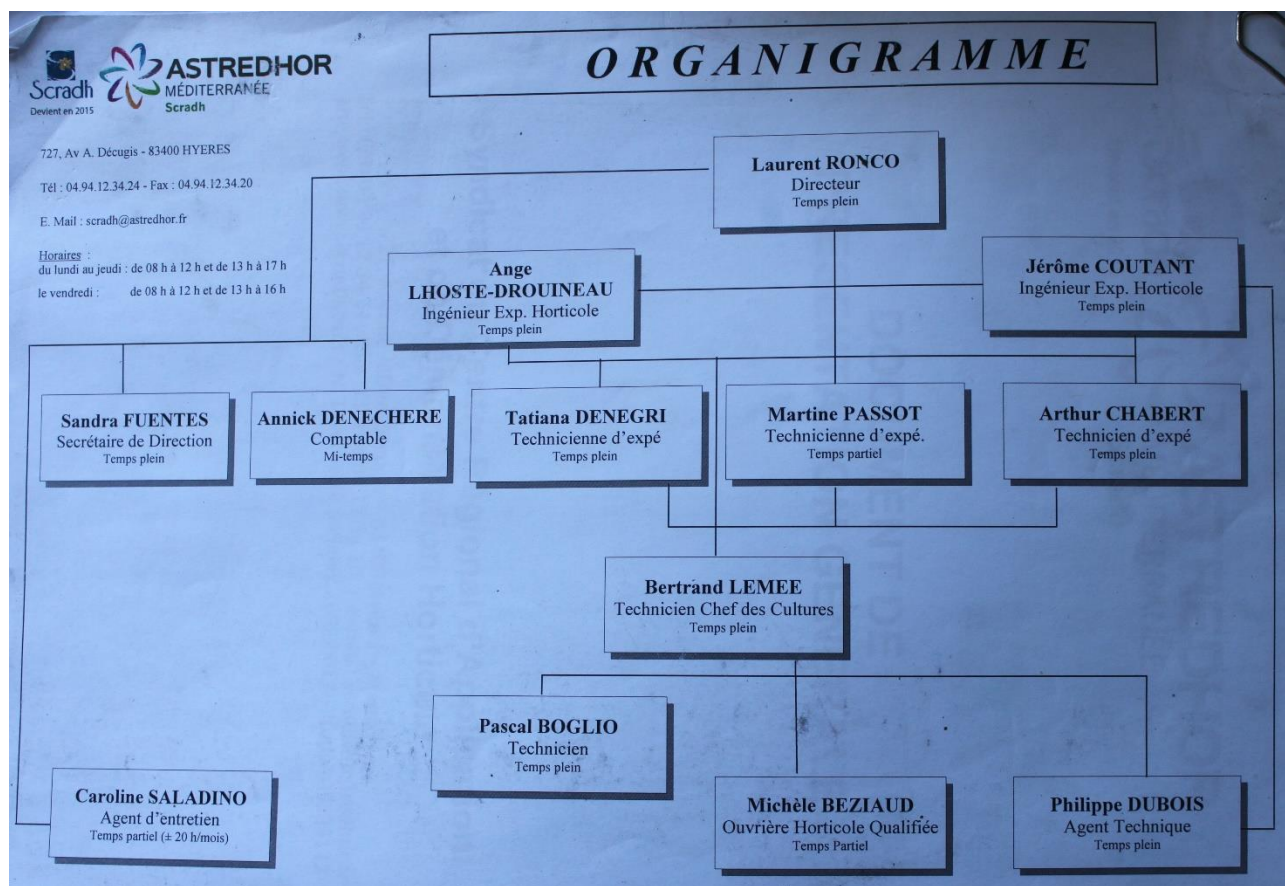 Scradh
Devient en 2015
ASTREDHOR
MÉDITERRANÉE
Scradh
ORGANIGRAMME
727, Av A. Décugis - 83400 HYERES
Tél : 04.94.12.34.24 - Fax : 04.94.12.34.20
E. Mail : scradh@astredhor.fr
Horaires :
du lundi au jeudi : de 08 h à 12 h et de 13 h à 17 h
le vendredi : de 08 h à 12 h et de 13 h à 16 h
Laurent RONCO
Directeur
Temps plein
Ange
LHOSTE-DROUINEAU
Ingénieur Exp. Horticole
Temps plein
Jérôme COUTANT
Ingénieur Exp. Horticole
Temps plein
Sandra FUENTES
Secrétaire de Direction
Temps plein
Annick DENECHERE
Comptable
Mi-temps
Tatiana DENEGRI
Technicienne d'expé
Temps plein
Martine PASSOT
Technicienne d'expé.
Temps partiel
Arthur CHABERT
Technicien d'expé
Temps plein
Bertrand LEMEE
Technicien Chef des Cultures
Temps plein
Pascal BOGLIO
Technicien
Temps plein
Caroline SALADINO
Agent d'entretien
Temps partiel (± 20 h/mois)
Michèle BEZIAUD
Ouvrière Horticole Qualifiée
Temps Partiel
Philippe DUBOIS
Agent Technique
Temps plein